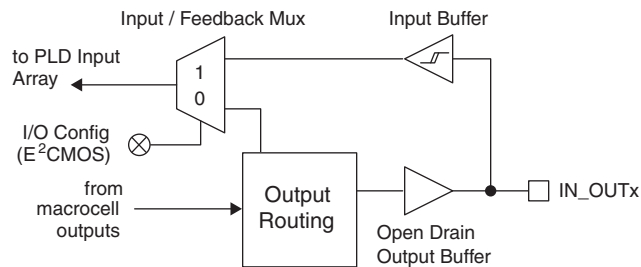 Input / Feedback Mux
Input Buffer
to PLD Input
Array
1
0
I/O Config
(E²CMOS)
from
macrocell
outputs
Output
Routing
Open Drain
Output Buffer
IN_OUTx